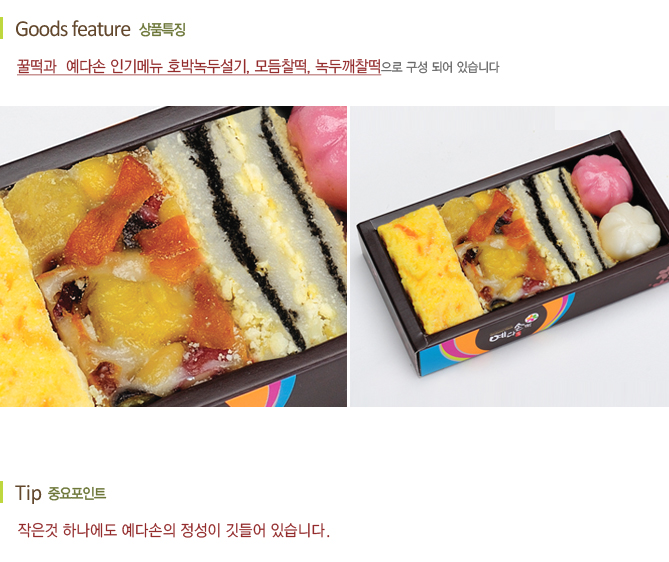 Goods feature 상품특징
꿀떡과 예다손 인기메뉴 호박녹두설기, 모듬찰떡, 녹두깨찰떡으로 구성 되어 있습니다
예다손
Tip 중요포인트
작은것 하나에도 예다손의 정성이 깃들어 있습니다.